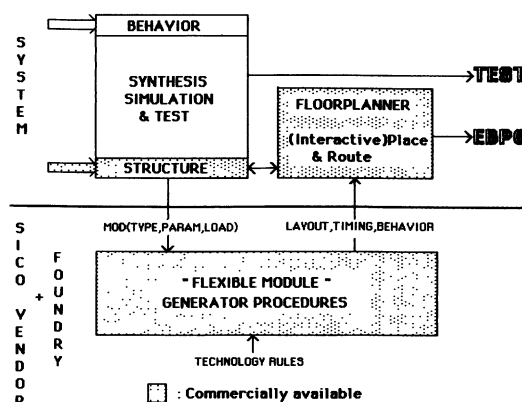 SYSTEM
BEHAVIOR
SYNTHESIS
SIMULATION
& TEST
STRUCTURE
FLOORPLANNER
(Interactive)Place
& Route
TEST
EBPG
MOD(TYPE,PARAM,LOAD)
LAYOUT,TIMING,BEHAVIOR
SICO VENDOR
+
FOUNDRY
"FLEXIBLE MODULE"
GENERATOR PROCEDURES
TECHNOLOGY RULES
: Commercially available